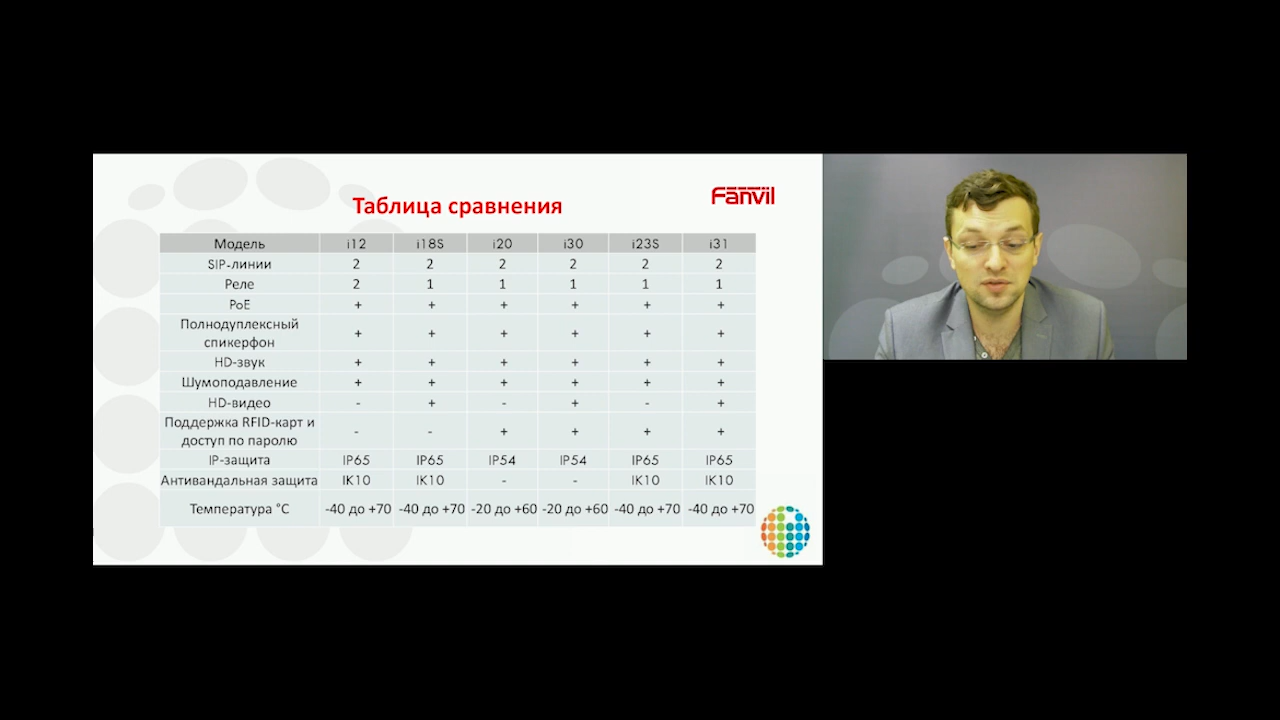 Таблица сравнения
Fanvil
Модель i12 i18S i20 i30 i23S i31
SIP-линии 2 2 2 2 2 2
Реле 2 1 1 1 1 1
PoE + + + + + +
Полнодуплексный
спикерфон + + + + + +
HD-звук + + + + + +
Шумоподавление + + + + + +
HD-видео - + - + - +
Поддержка RFID-карт и
доступ по паролю - - + + + +
IP-защита IP65 IP65 IP54 IP54 IP65 IP65
Антивандальная защита IK10 IK10 - - IK10 IK10
Температура °C -40 до +70 -40 до +70 -20 до +60 -20 до +60 -40 до +70 -40 до +70